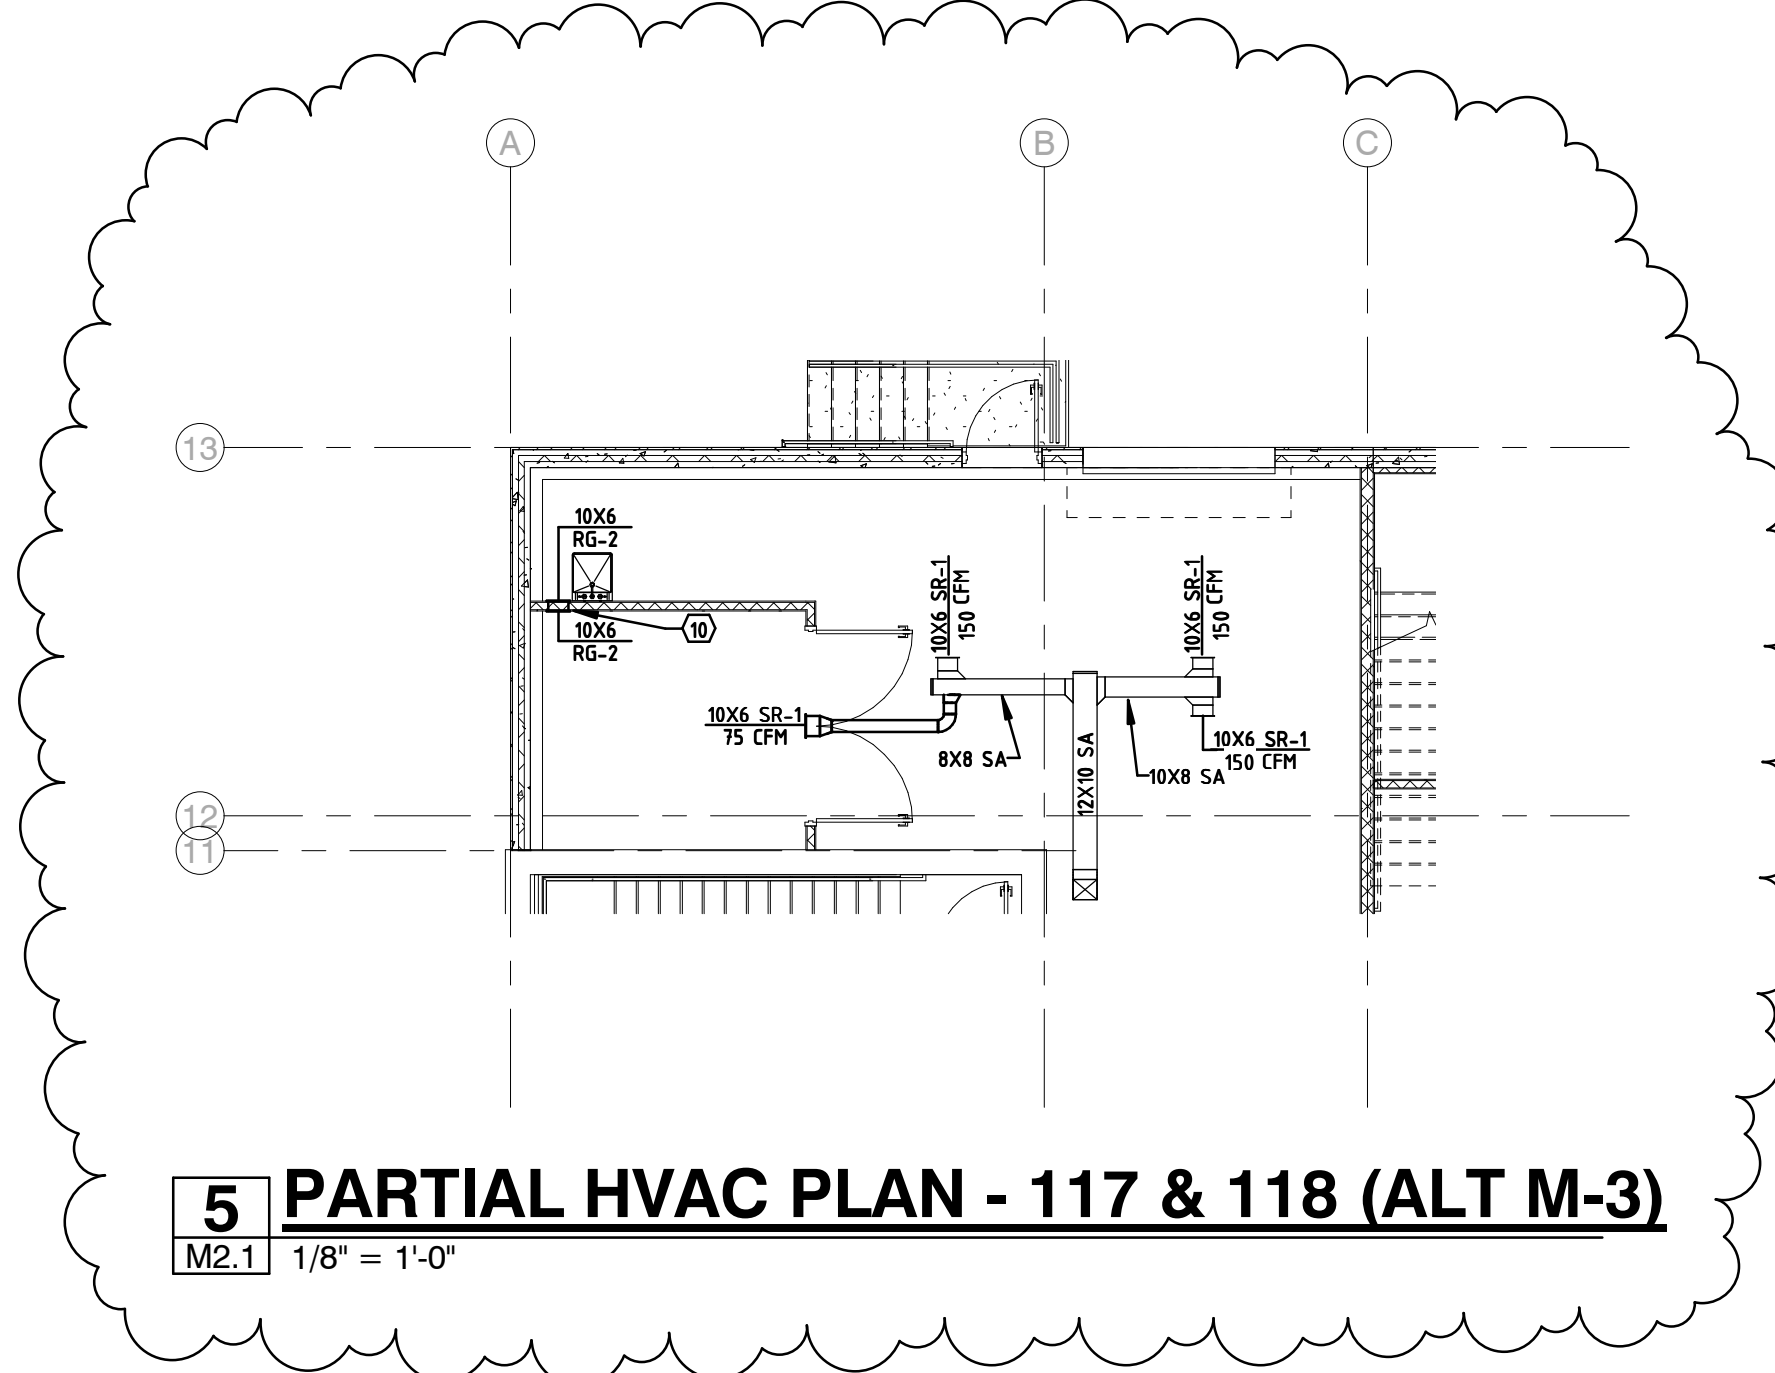 A
B
C
13
10X6
RG-2
10X6 SR-1
150 CFM
10X6 SR-1
150 CFM
10X6
RG-2
10
10X6 SR-1
75 CFM
8X8 SA
12X10 SA
10X8 SA
10X6 SR-1
150 CFM
12
11
5
PARTIAL HVAC PLAN - 117 & 118 (ALT M-3)
M2.1
1/8" = 1'-0"